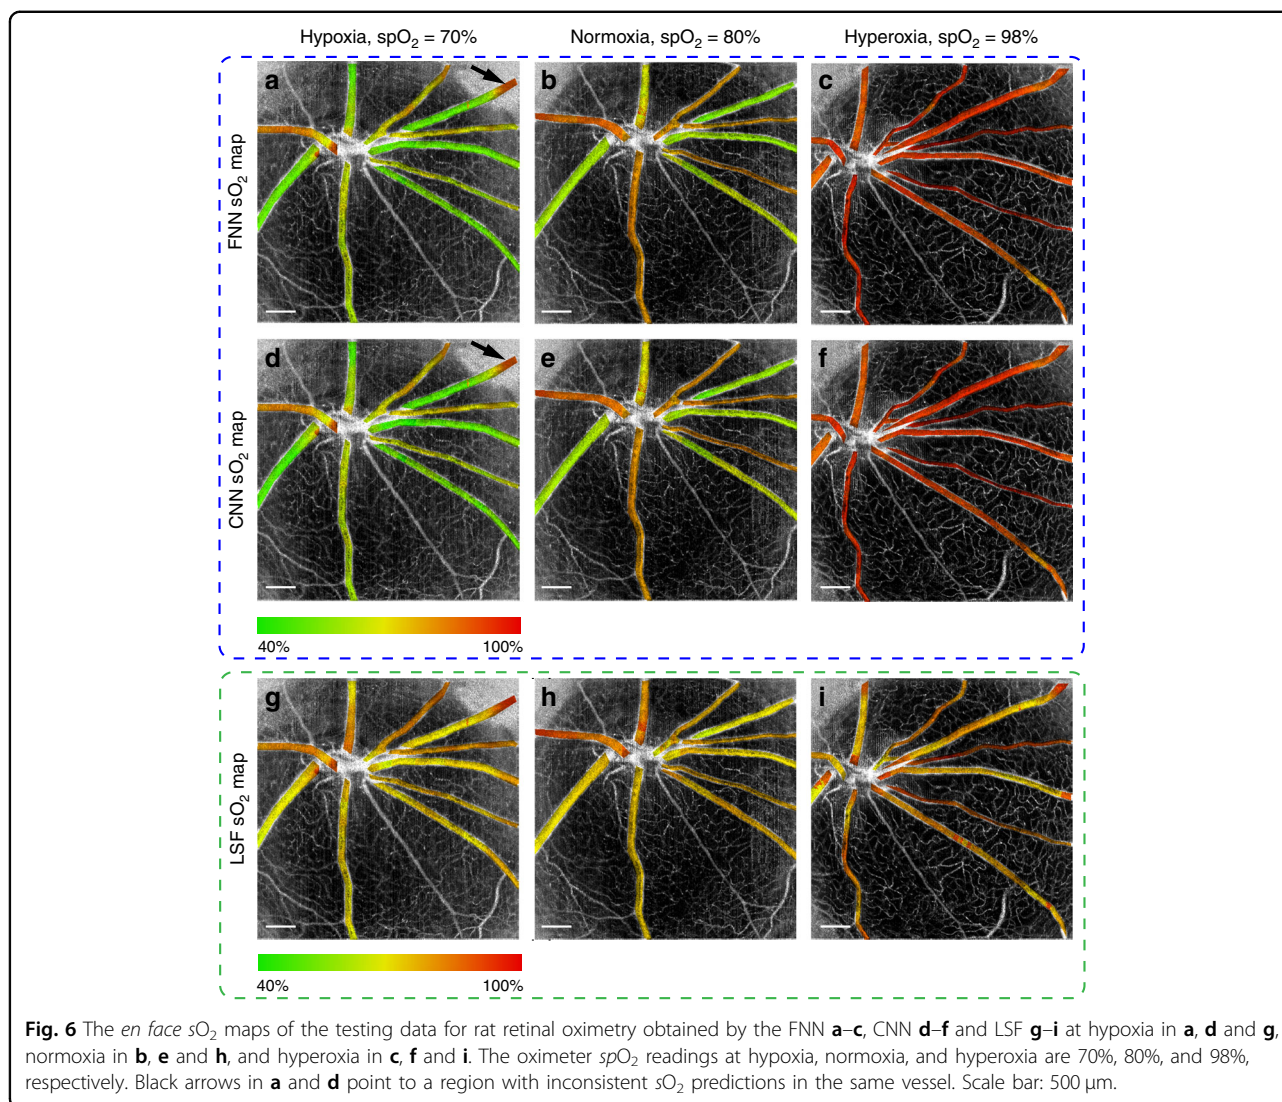 Hypoxia, spO₂ = 70%
Normoxia, spO₂ = 80%
Hyperoxia, spO₂ = 98%
FNN sO₂ map
a
b
c
CNN sO₂ map
d
e
f
40%
100%
LSF sO₂ map
g
h
i
40%
100%
Fig. 6 The en face sO₂ maps of the testing data for rat retinal oximetry obtained by the FNN a–c, CNN d–f and LSF g–i at hypoxia in a, d and g,
normoxia in b, e and h, and hyperoxia in c, f and i. The oximeter spO₂ readings at hypoxia, normoxia, and hyperoxia are 70%, 80%, and 98%,
respectively. Black arrows in a and d point to a region with inconsistent sO₂ predictions in the same vessel. Scale bar: 500 μm.